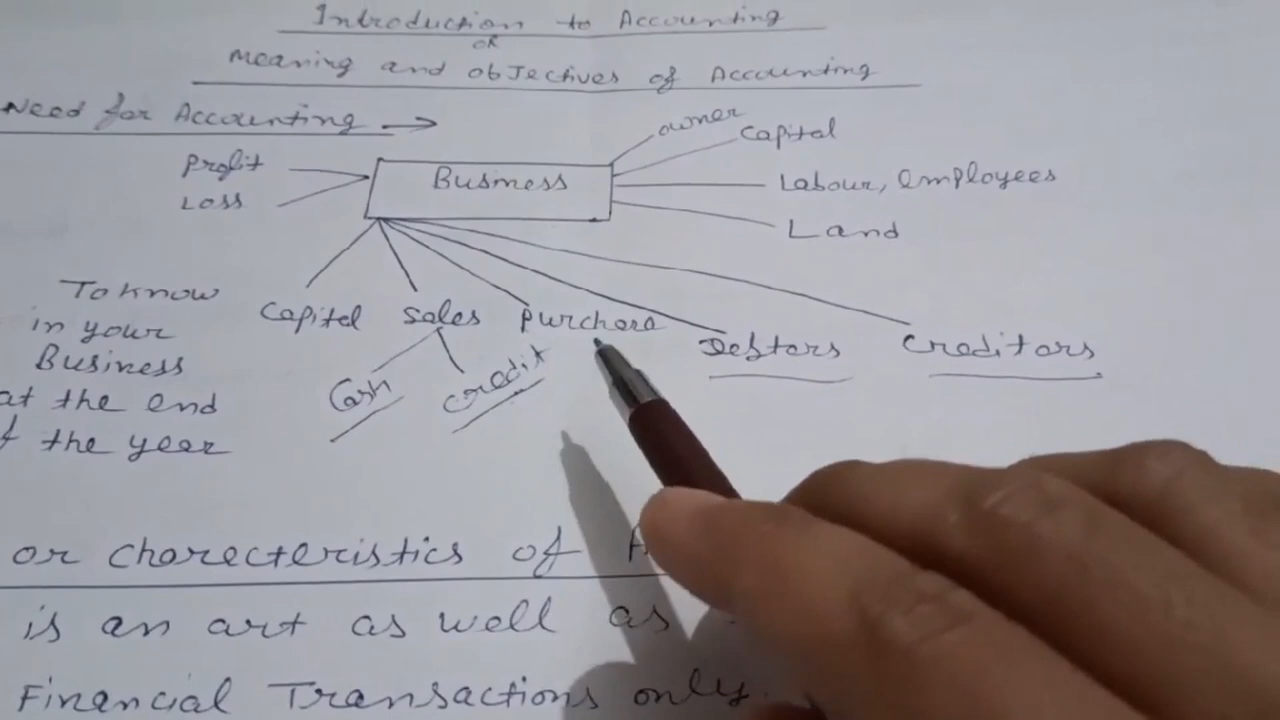 Introduction to Accounting
OR
Meaning and objectives of Accounting
Need for Accounting →
owner
Capital
Profit
Business
Labour, employees
Loss
Land
To know
in your
Business
at the end
the year
Capital Sales Purchase Debtors Creditors
Cash Credit
or charecteristics of
is an art as well as
Financial Transactions only.